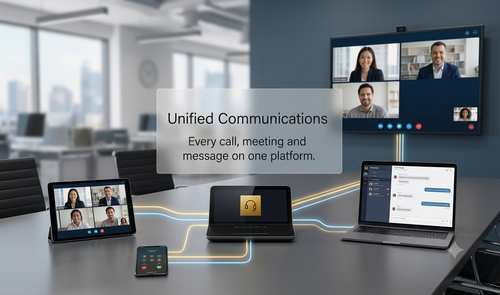 Unified Communications
Every call, meeting and
message on one platform.